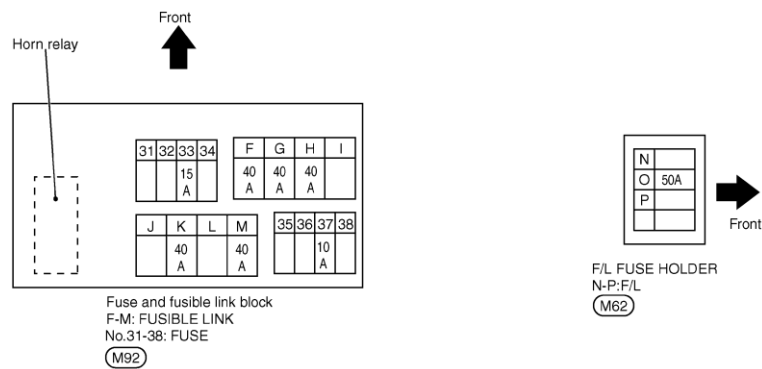 Front
Horn relay
31 32 33 34
15
A
F G H I
40 40 40
A A A
J K L M
40 40
A A
35 36 37 38
10
A
Fuse and fusible link block
F-M: FUSIBLE LINK
No.31-38: FUSE
M92
N
O 50A
P
Front
F/L FUSE HOLDER
N-P:F/L
M62